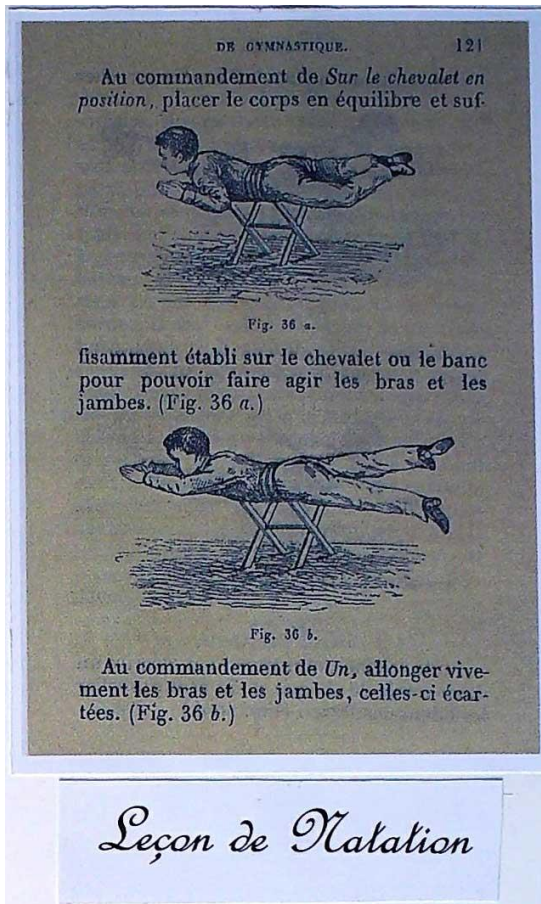 DE GYMNASTIQUE. 121
Au commandement de Sur le chevalet en
position, placer le corps en équilibre et suf-
Fig. 36 a.
fisamment établi sur le chevalet ou le banc
pour pouvoir faire agir les bras et les
jambes. (Fig. 36 a.)
Fig. 36 b.
Au commandement de Un, allonger vive-
ment les bras et les jambes, celles-ci écar-
tées. (Fig. 36 b.)
Leçon de Natation